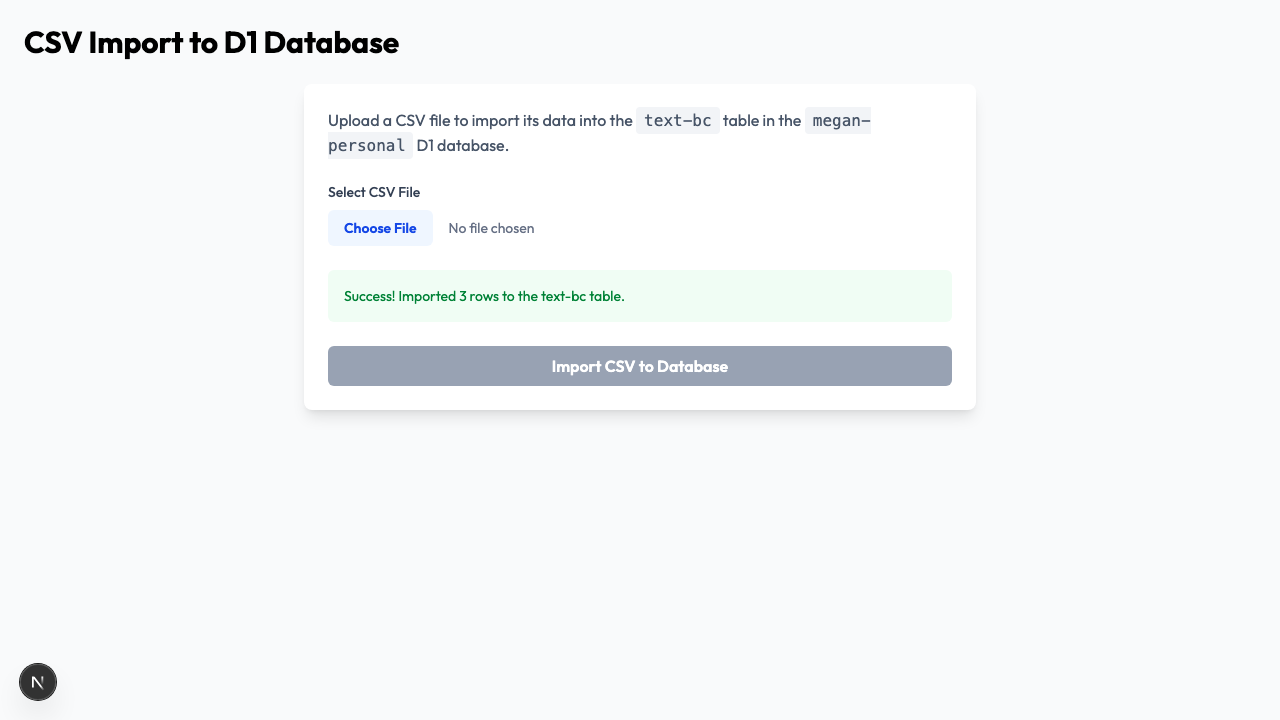 CSV Import to D1 Database
Upload a CSV file to import its data into the text-bc table in the megan-
personal D1 database.
Select CSV File
Choose File No file chosen
Success! Imported 3 rows to the text-bc table.
Import CSV to Database
N